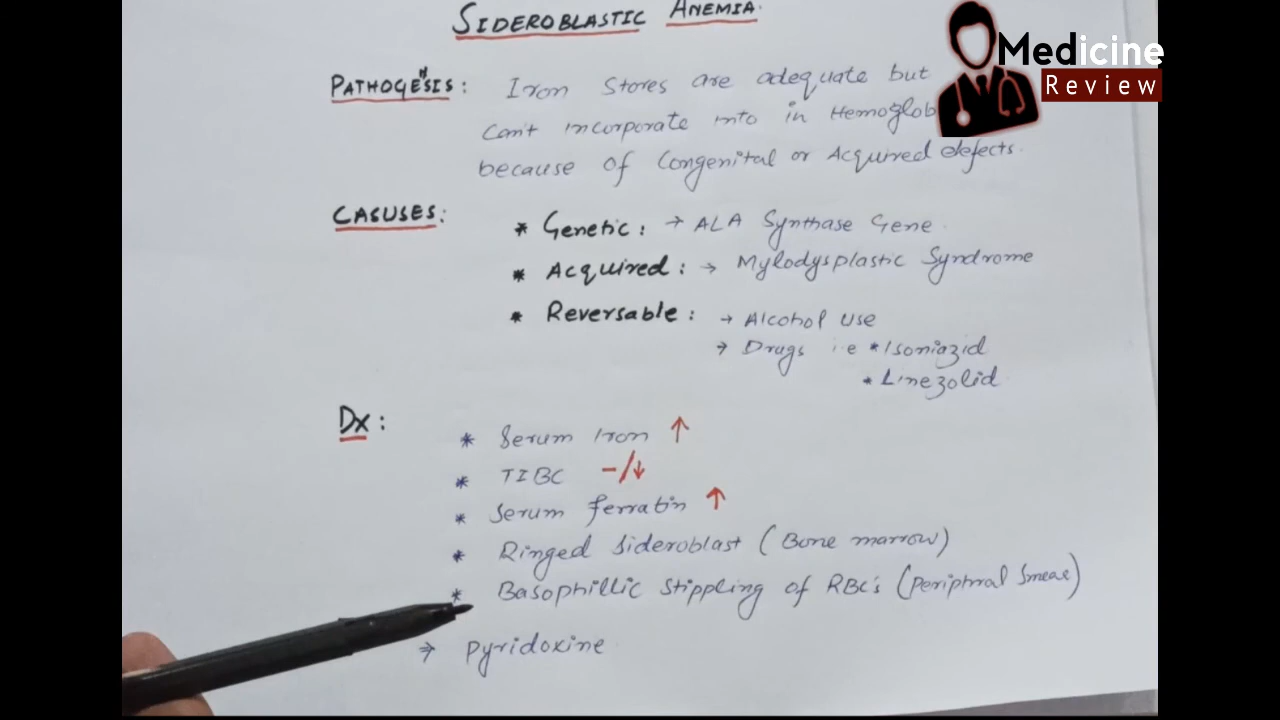 SIDEROBLASTIC ANEMIA.
Medicine
Review
PATHOGESIS: Iron Stores are adequate but
n
Can't incorporate into in Hemoglob
because of Congenital or Acquired defects.
CASUSES:
* Genetic: → ALA Synthase Gene.
* Acquired: → Mylodysplastic Syndrome
* Reversable: → Alcohol Use
→ Drugs i.e * Isoniazid
* Linezolid
Dx:
* Serum Iron ↑
* TIBC -/↓
* Serum ferratin ↑
* Ringed Sideroblast (Bone marrow)
* Basophillic Stippling of RBC's (Periphral Smear)
→ Pyridoxine